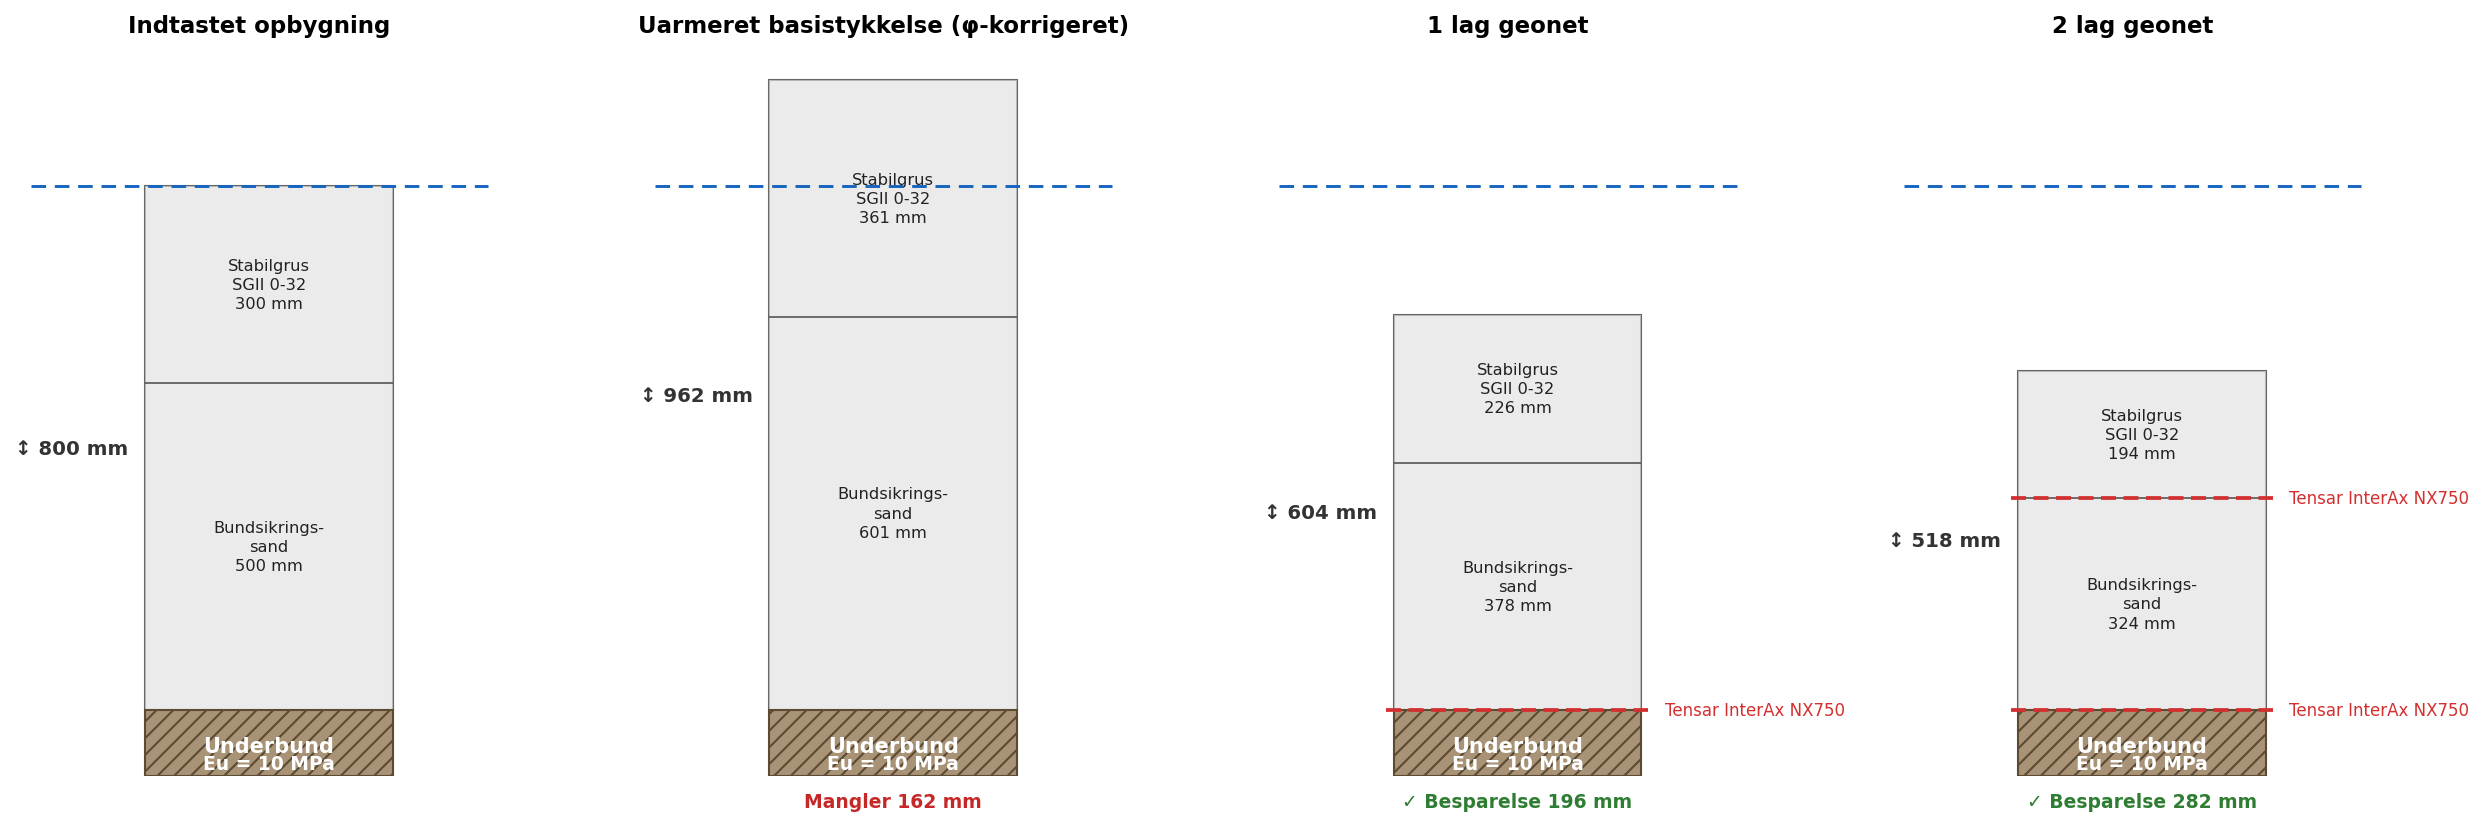 Indtastet opbygning
Stabilgrus
SGII 0-32
300 mm
↕ 800 mm
Bundsikrings-
sand
500 mm
Underbund
Eu = 10 MPa
Uarmeret basistykkelse (φ-korrigeret)
Stabilgrus
SGII 0-32
361 mm
↕ 962 mm
Bundsikrings-
sand
601 mm
Underbund
Eu = 10 MPa
Mangler 162 mm
1 lag geonet
Stabilgrus
SGII 0-32
226 mm
↕ 604 mm
Bundsikrings-
sand
378 mm
Tensar InterAx NX750
Underbund
Eu = 10 MPa
✓ Besparelse 196 mm
2 lag geonet
Stabilgrus
SGII 0-32
194 mm
Tensar InterAx NX750
↕ 518 mm
Bundsikrings-
sand
324 mm
Tensar InterAx NX750
Underbund
Eu = 10 MPa
✓ Besparelse 282 mm